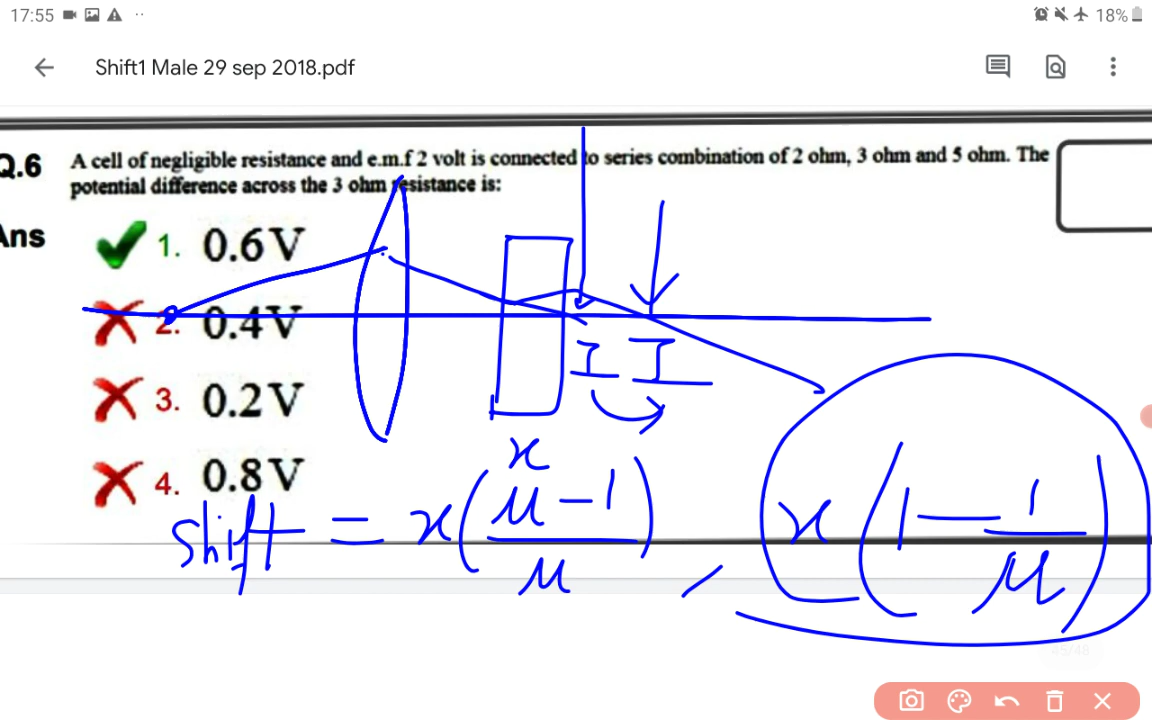 17:55
18%
Shift1 Male 29 sep 2018.pdf
Q.6 A cell of negligible resistance and e.m.f 2 volt is connected to series combination of 2 ohm, 3 ohm and 5 ohm. The
potential difference across the 3 ohm resistance is:
Ans 1. 0.6V
2. 0.4V
I I
3. 0.2V
x
4. 0.8V
shift = x(μ-1/μ), x(1-1/μ)
45/48